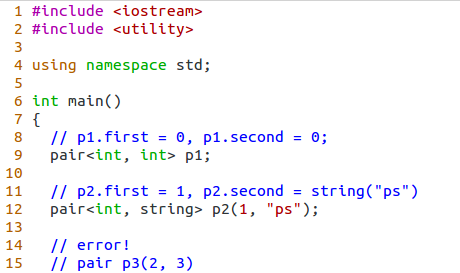 1 #include <iostream>
2 #include <utility>
3
4 using namespace std;
5
6 int main()
7 {
8   // p1.first = 0, p1.second = 0;
9   pair<int, int> p1;
10
11   // p2.first = 1, p2.second = string("ps")
12   pair<int, string> p2(1, "ps");
13
14   // error!
15   // pair p3(2, 3)